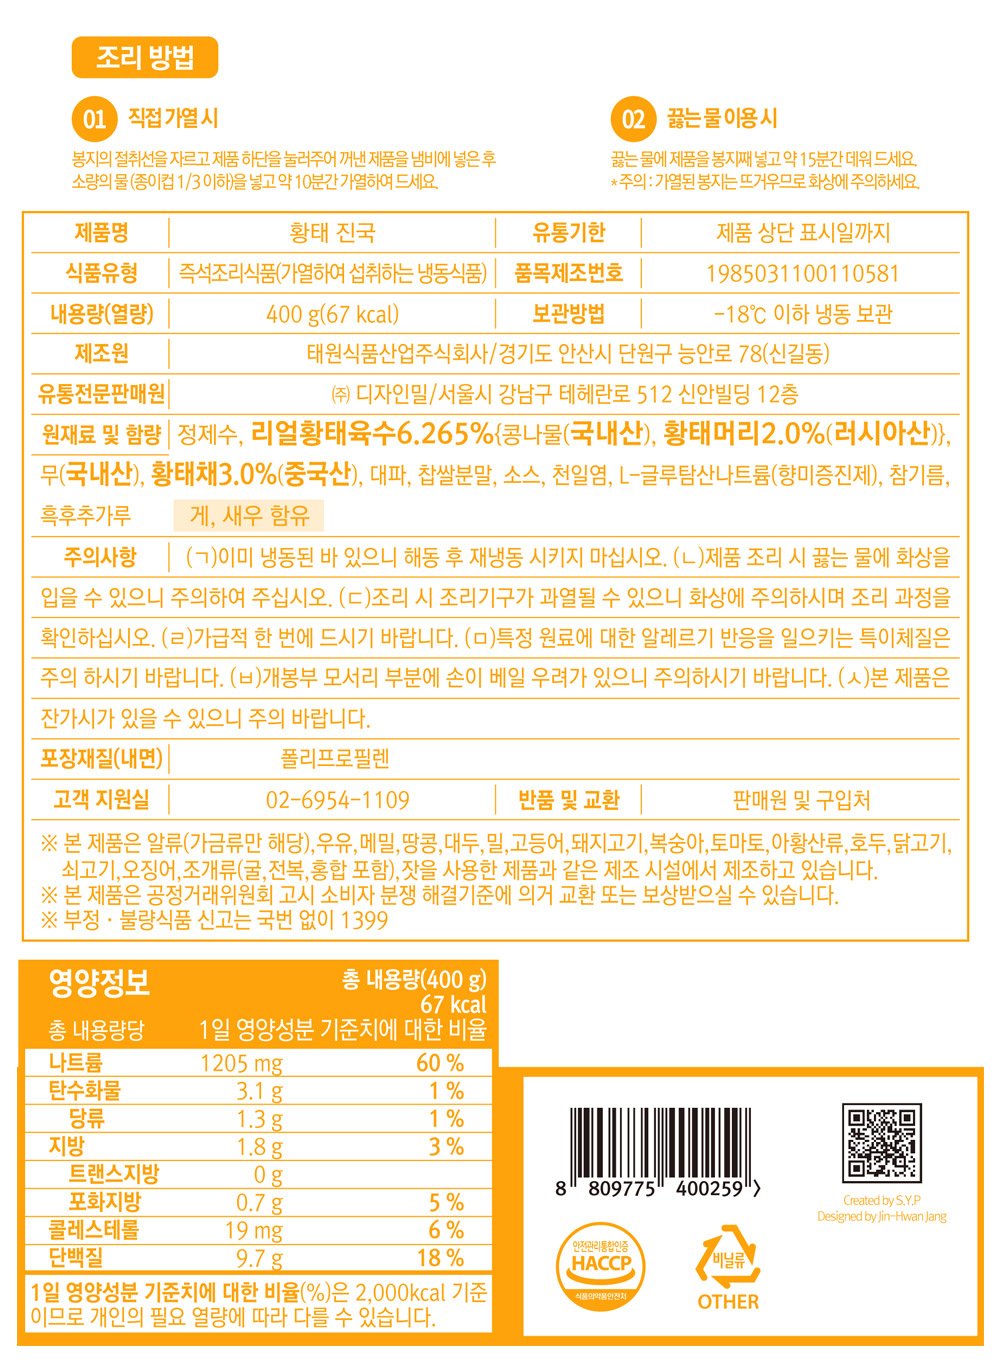 조리 방법
01 직접 가열 시
봉지의 절취선을 자르고 제품 하단을 눌러주어 꺼낸 제품을 냄비에 넣은 후
소량의 물 (종이컵 1/3 이하)을 넣고 약 10분간 가열하여 드세요.
02 끓는 물 이용 시
끓는 물에 제품을 봉지째 넣고 약 15분간 데워 드세요.
* 주의 : 가열된 봉지는 뜨거우므로 화상에 주의하세요.
제품명 황태 진국 유통기한 제품 상단 표시일까지
식품유형 즉석조리식품(가열하여 섭취하는 냉동식품) 품목제조번호 1985031100110581
내용량(열량) 400 g(67 kcal) 보관방법 -18℃ 이하 냉동 보관
제조원 태원식품산업주식회사/경기도 안산시 단원구 능안로 78(신길동)
유통전문판매원 ㈜ 디자인밀/서울시 강남구 테헤란로 512 신안빌딩 12층
원재료 및 함량 정제수, 리얼황태육수6.265%{콩나물(국내산), 황태머리2.0%(러시아산)},
무(국내산), 황태채3.0%(중국산), 대파, 찹쌀분말, 소스, 천일염, L-글루탐산나트륨(향미증진제), 참기름,
흑후추가루 게, 새우 함유
주의사항 (ㄱ)이미 냉동된 바 있으니 해동 후 재냉동 시키지 마십시오. (ㄴ)제품 조리 시 끓는 물에 화상을
입을 수 있으니 주의하여 주십시오. (ㄷ)조리 시 조리기구가 과열될 수 있으니 화상에 주의하시며 조리 과정을
확인하십시오. (ㄹ)가급적 한 번에 드시기 바랍니다. (ㅁ)특정 원료에 대한 알레르기 반응을 일으키는 특이체질은
주의 하시기 바랍니다. (ㅂ)개봉부 모서리 부분에 손이 베일 우려가 있으니 주의하시기 바랍니다. (ㅅ)본 제품은
잔가시가 있을 수 있으니 주의 바랍니다.
포장재질(내면) 폴리프로필렌
고객 지원실 02-6954-1109 반품 및 교환 판매원 및 구입처
※ 본 제품은 알류(가금류만 해당),우유,메밀,땅콩,대두,밀,고등어,돼지고기,복숭아,토마토,아황산류,호두,닭고기,
쇠고기,오징어,조개류(굴,전복,홍합 포함),잣을 사용한 제품과 같은 제조 시설에서 제조하고 있습니다.
※ 본 제품은 공정거래위원회 고시 소비자 분쟁 해결기준에 의거 교환 또는 보상받으실 수 있습니다.
※ 부정 · 불량식품 신고는 국번 없이 1399
영양정보 총 내용량(400 g)
67 kcal
총 내용량당 1일 영양성분 기준치에 대한 비율
나트륨 1205 mg 60 %
탄수화물 3.1 g 1 %
당류 1.3 g 1 %
지방 1.8 g 3 %
트랜스지방 0 g
포화지방 0.7 g 5 %
콜레스테롤 19 mg 6 %
단백질 9.7 g 18 %
1일 영양성분 기준치에 대한 비율(%)은 2,000kcal 기준
이므로 개인의 필요 열량에 따라 다를 수 있습니다.
8 809775 400259
Created by S.Y.P
Designed by Jin-Hwan Jang
안전관리통합인증
HACCP
식품의약품안전처
비닐류
OTHER